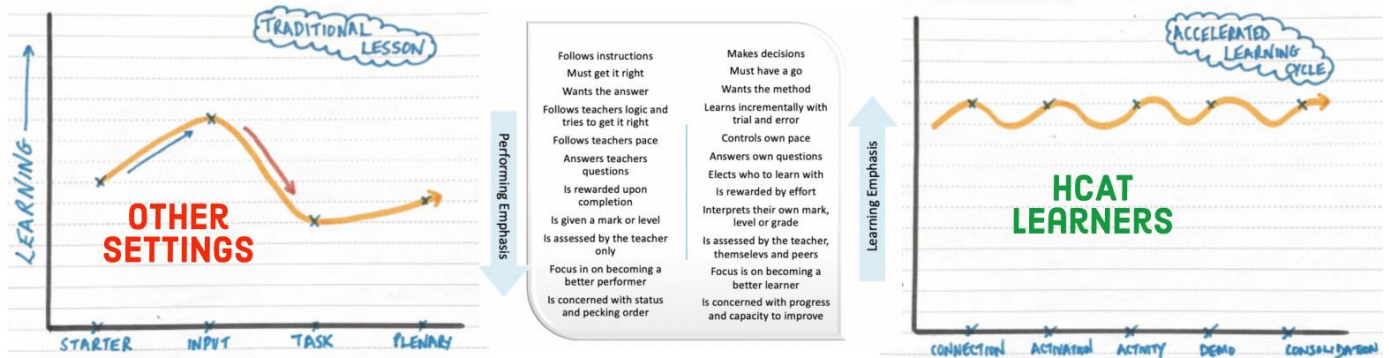 TRADITIONAL
LESSON
LEARNING
OTHER
SETTINGS
STARTER
INPUT
TASK
PLENARY
Performing Emphasis
Follows instructions
Must get it right
Wants the answer
Follows teachers logic and
tries to get it right
Follows teachers pace
Answers teachers
questions
Is rewarded upon
completion
Is given a mark or level
Is assessed by the teacher
only
Focus in on becoming a
better performer
Is concerned with status
and pecking order
Makes decisions
Must have a go
Wants the method
Learns incrementally with
trial and error
Controls own pace
Answers own questions
Elects who to learn with
Is rewarded by effort
Interprets their own mark,
level or grade
Is assessed by the teacher,
themselevs and peers
Focus is on becoming a
better learner
Is concerned with progress
and capacity to improve
Learning Emphasis
ACCELERATED
LEARNING
CYCLE
HCAT
LEARNERS
CONNECTION
ACTIVATION
ACTIVITY
DEMO
CONSOLIDATION